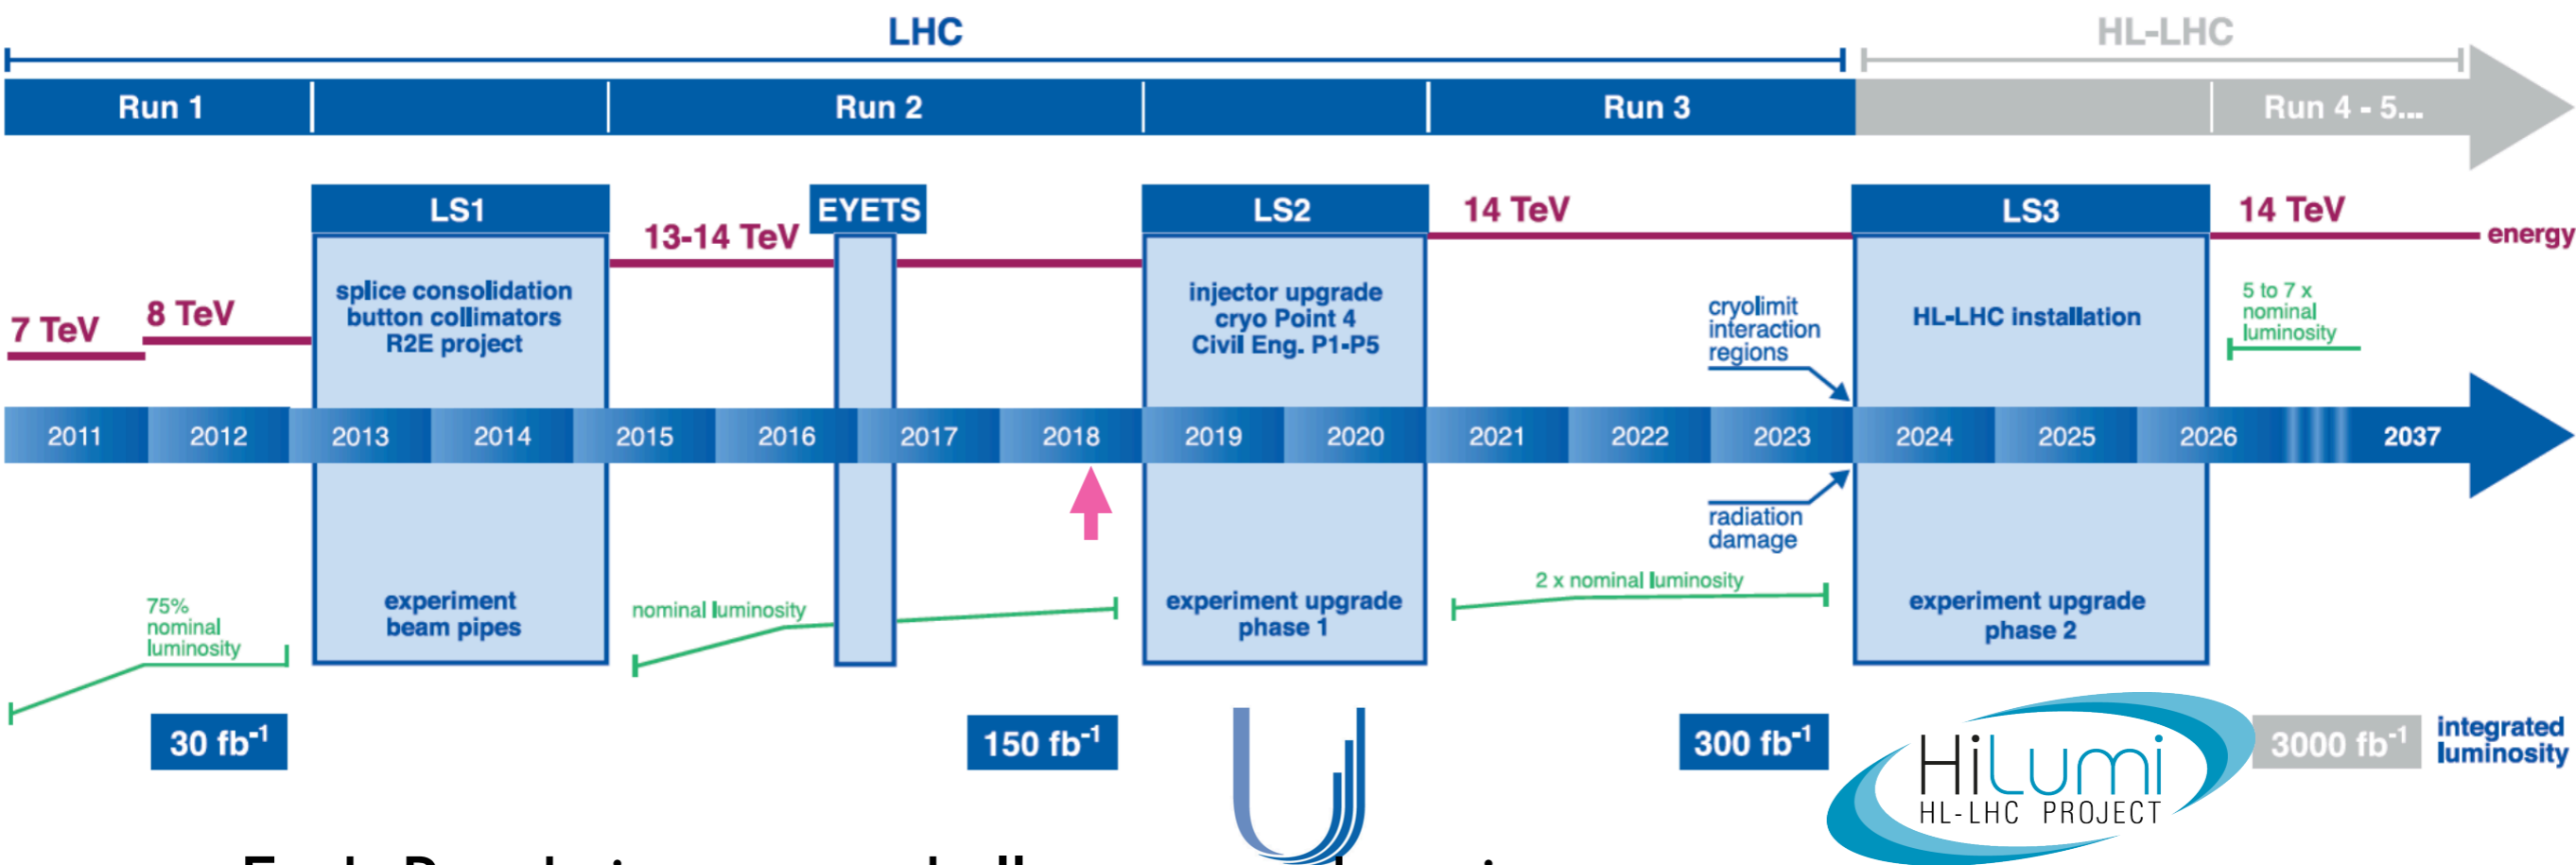 LHC
HL-LHC
Run 1
Run 2
Run 3
Run 4 - 5...
LS1
EYETS
LS2
LS3
13-14 TeV
14 TeV
14 TeV
energy
7 TeV
8 TeV
splice consolidation
button collimators
R2E project
injector upgrade
cryo Point 4
Civil Eng. P1-P5
cryolimit
interaction
regions
HL-LHC installation
5 to 7 x
nominal
luminosity
2011
2012
2013
2014
2015
2016
2017
2018
2019
2020
2021
2022
2023
2024
2025
2026
2037
radiation
damage
75%
nominal
luminosity
experiment
beam pipes
nominal luminosity
experiment upgrade
phase 1
2 x nominal luminosity
experiment upgrade
phase 2
30 fb⁻¹
150 fb⁻¹
300 fb⁻¹
HiLumi
HL-LHC PROJECT
3000 fb⁻¹
integrated
luminosity